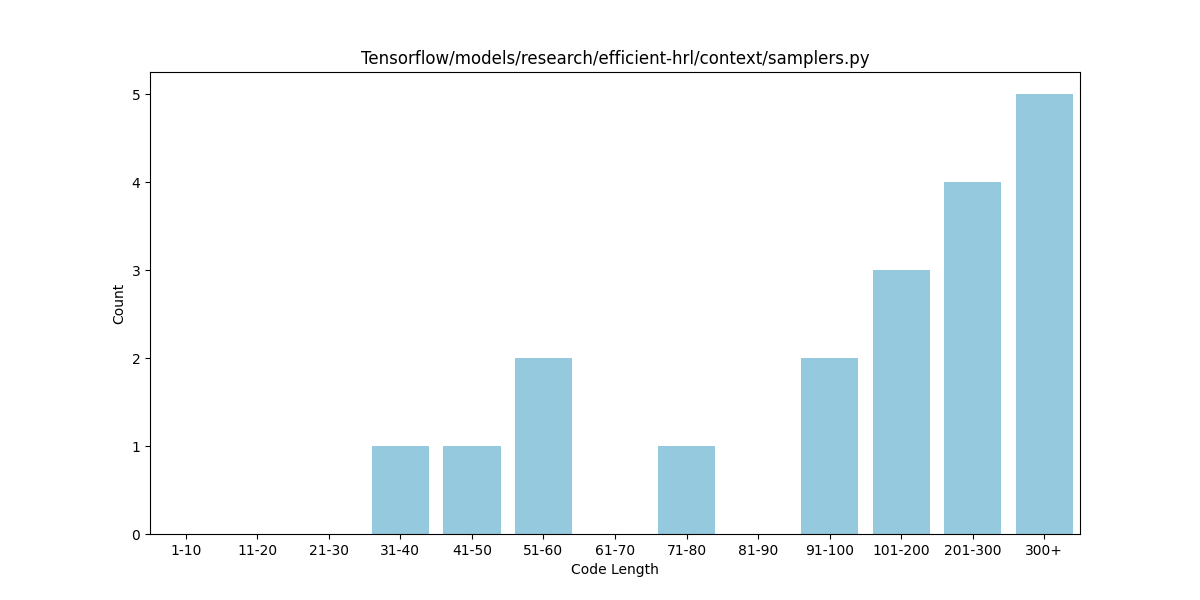 Tensorflow/models/research/efficient-hrl/context/samplers.py
5
4
3
2
1
0
Count
1-10 11-20 21-30 31-40 41-50 51-60 61-70 71-80 81-90 91-100 101-200 201-300 300+
Code Length